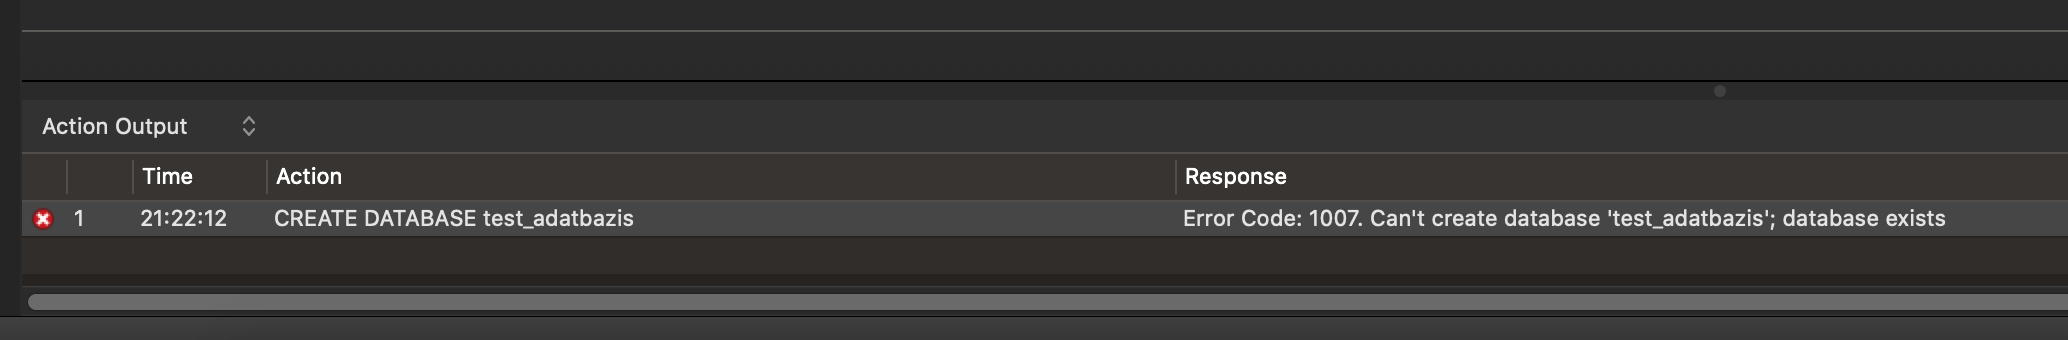 Action Output
Time Action Response
1 21:22:12 CREATE DATABASE test_adatbazis Error Code: 1007. Can't create database 'test_adatbazis'; database exists